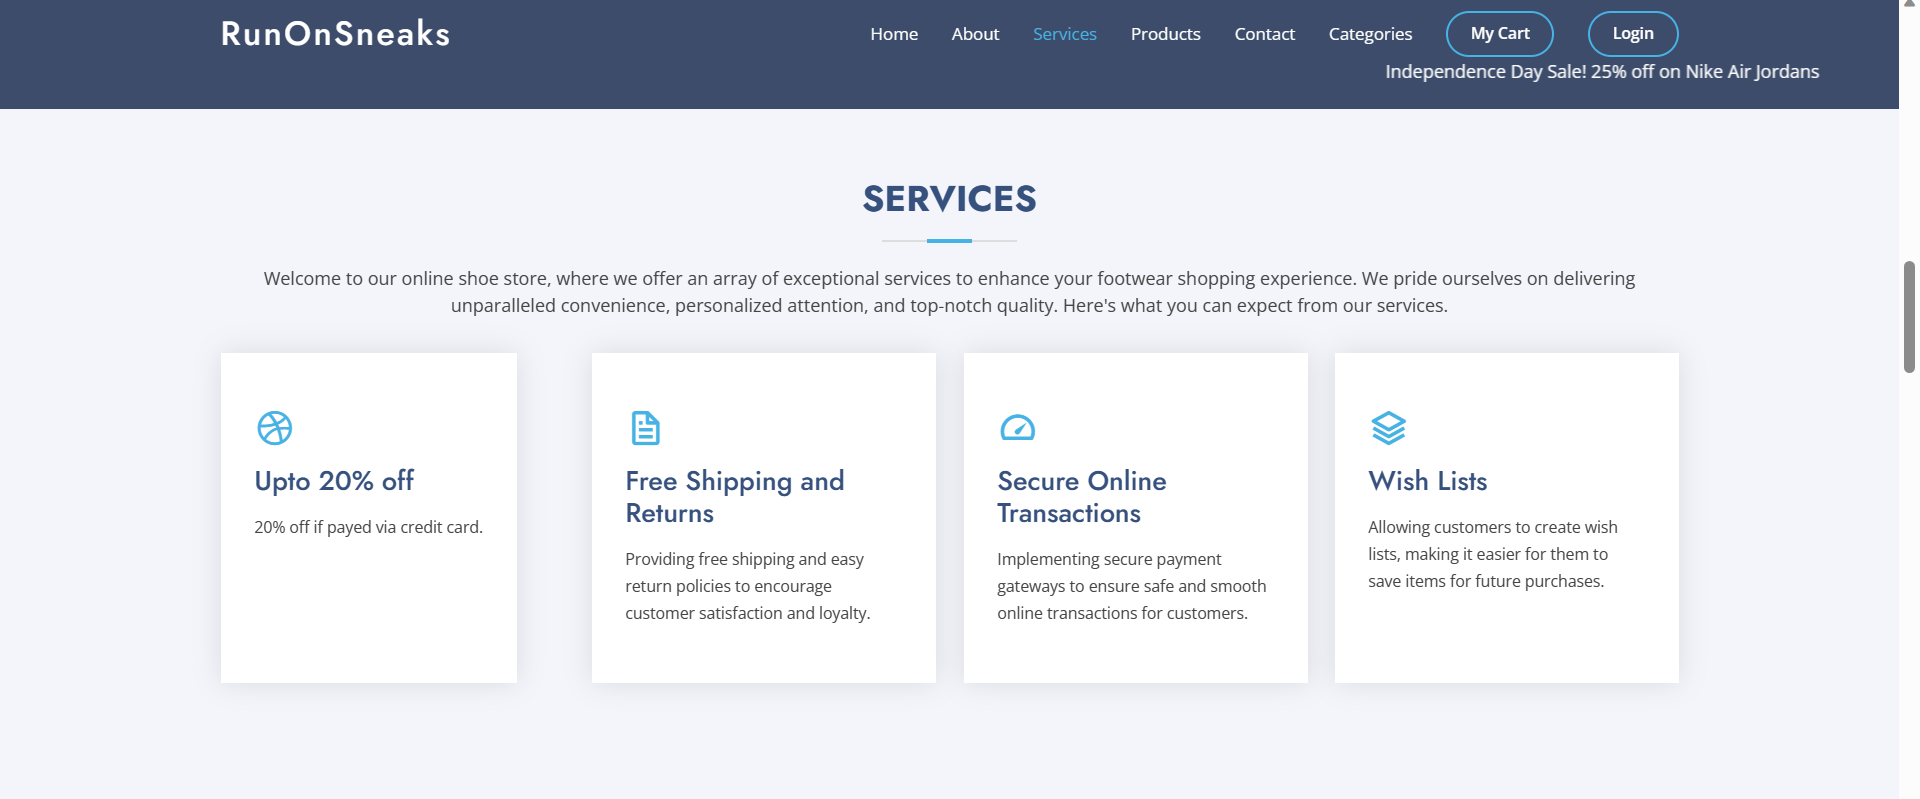 RunOnSneaks
Home
About
Services
Products
Contact
Categories
My Cart
Login
Independence Day Sale! 25% off on Nike Air Jordans
SERVICES
Welcome to our online shoe store, where we offer an array of exceptional services to enhance your footwear shopping experience. We pride ourselves on delivering
unparalleled convenience, personalized attention, and top-notch quality. Here's what you can expect from our services.
Upto 20% off
20% off if payed via credit card.
Free Shipping and
Returns
Providing free shipping and easy
return policies to encourage
customer satisfaction and loyalty.
Secure Online
Transactions
Implementing secure payment
gateways to ensure safe and smooth
online transactions for customers.
Wish Lists
Allowing customers to create wish
lists, making it easier for them to
save items for future purchases.